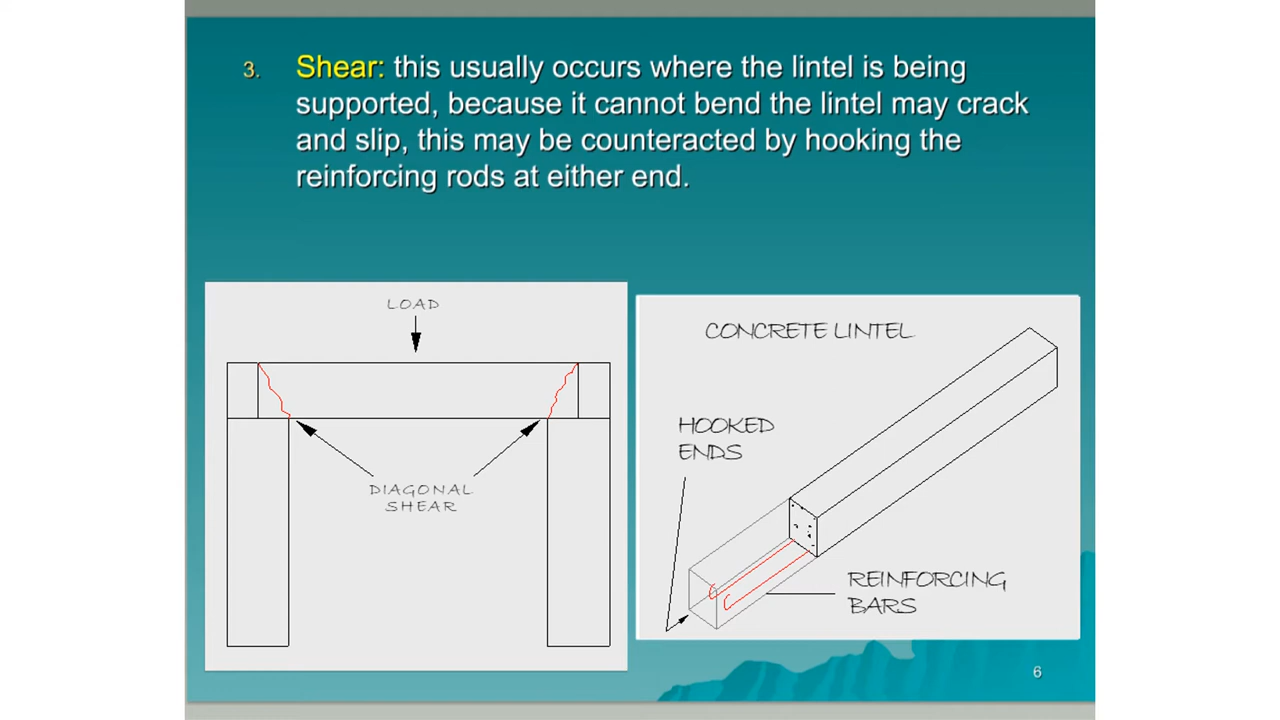 3. Shear: this usually occurs where the lintel is being
supported, because it cannot bend the lintel may crack
and slip, this may be counteracted by hooking the
reinforcing rods at either end.
LOAD
DIAGONAL
SHEAR
CONCRETE LINTEL
HOOKED
ENDS
REINFORCING
BARS
6